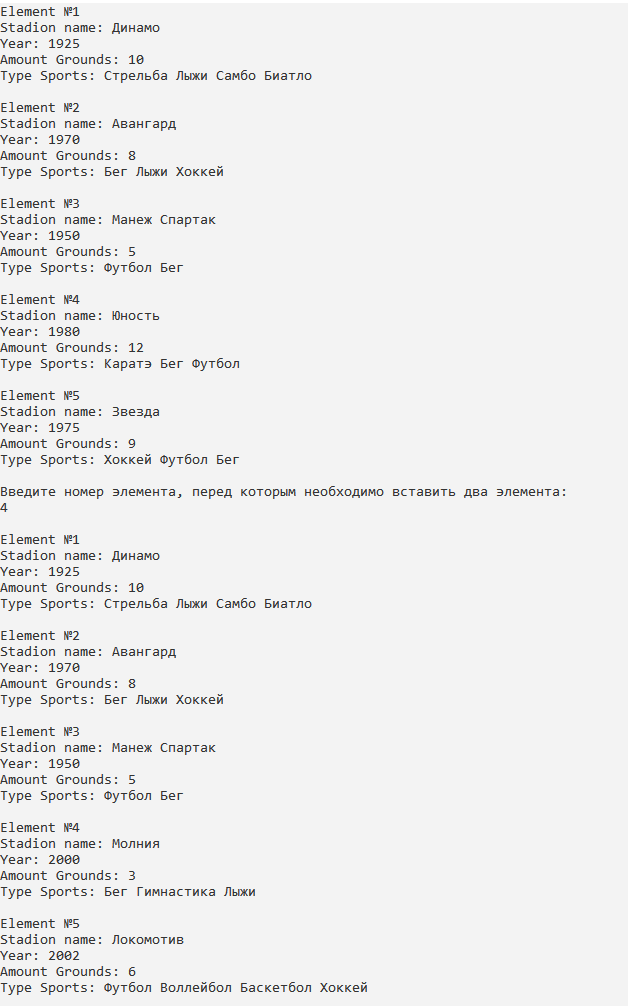 Element №1
Stadion name: Динамо
Year: 1925
Amount Grounds: 10
Type Sports: Стрельба Лыжи Самбо Биатло

Element №2
Stadion name: Авангард
Year: 1970
Amount Grounds: 8
Type Sports: Бег Лыжи Хоккей

Element №3
Stadion name: Манеж Спартак
Year: 1950
Amount Grounds: 5
Type Sports: Футбол Бег

Element №4
Stadion name: Юность
Year: 1980
Amount Grounds: 12
Type Sports: Каратэ Бег Футбол

Element №5
Stadion name: Звезда
Year: 1975
Amount Grounds: 9
Type Sports: Хоккей Футбол Бег

Введите номер элемента, перед которым необходимо вставить два элемента:
4

Element №1
Stadion name: Динамо
Year: 1925
Amount Grounds: 10
Type Sports: Стрельба Лыжи Самбо Биатло

Element №2
Stadion name: Авангард
Year: 1970
Amount Grounds: 8
Type Sports: Бег Лыжи Хоккей

Element №3
Stadion name: Манеж Спартак
Year: 1950
Amount Grounds: 5
Type Sports: Футбол Бег

Element №4
Stadion name: Молния
Year: 2000
Amount Grounds: 3
Type Sports: Бег Гимнастика Лыжи

Element №5
Stadion name: Локомотив
Year: 2002
Amount Grounds: 6
Type Sports: Футбол Воллейбол Баскетбол Хоккей